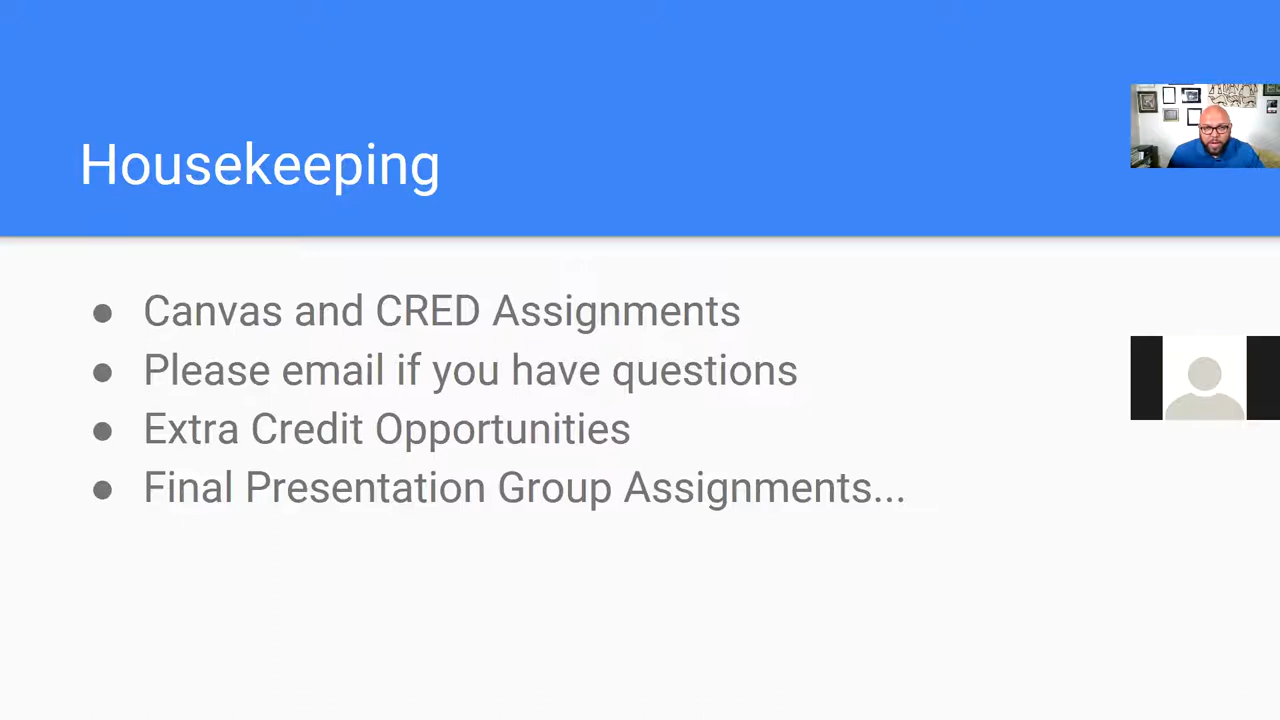 Housekeeping
● Canvas and CRED Assignments
● Please email if you have questions
● Extra Credit Opportunities
● Final Presentation Group Assignments...